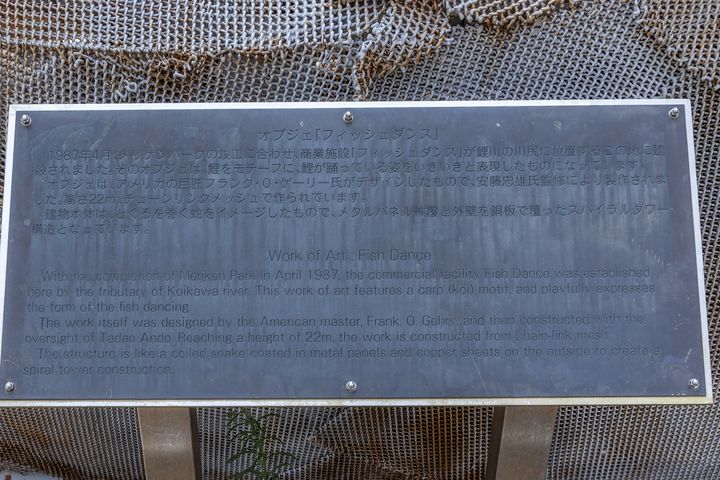 オブジェ「フィッシュダンス」
1987年4月、メリケンパークの竣工に合わせ、商業施設「フィッシュダンス」が鯉川の川尻に位置するこの地に建
設されました。そのオブジェは、鯉をモチーフに、鯉が踊っている姿をいきいきと表現したものになっています。
オブジェは、アメリカの巨匠フランク・O・ゲーリー氏がデザインしたもので、安藤忠雄氏監修により製作されま
した。高さ22m、チェーンリンクメッシュで作られています。
建物本体は、とぐろを巻く蛇をイメージしたもので、メタルパネル被覆と外壁を銅板で覆ったスパイラルタワー
構造となっています。
Work of Art : Fish Dance
With the completion of Meriken Park in April 1987, the commercial facility, Fish Dance was established
here by the tributary of Koikawa river. This work of art features a carp (koi) motif, and playfully expresses
the form of the fish dancing.
The work itself was designed by the American master, Frank. O. Gehry, and then constructed with the
oversight of Tadao Ando. Reaching a height of 22m, the work is constructed from chain-link mesh.
The structure is like a coiled snake coated in metal panels and copper sheets on the outside to create a
spiral tower construction.